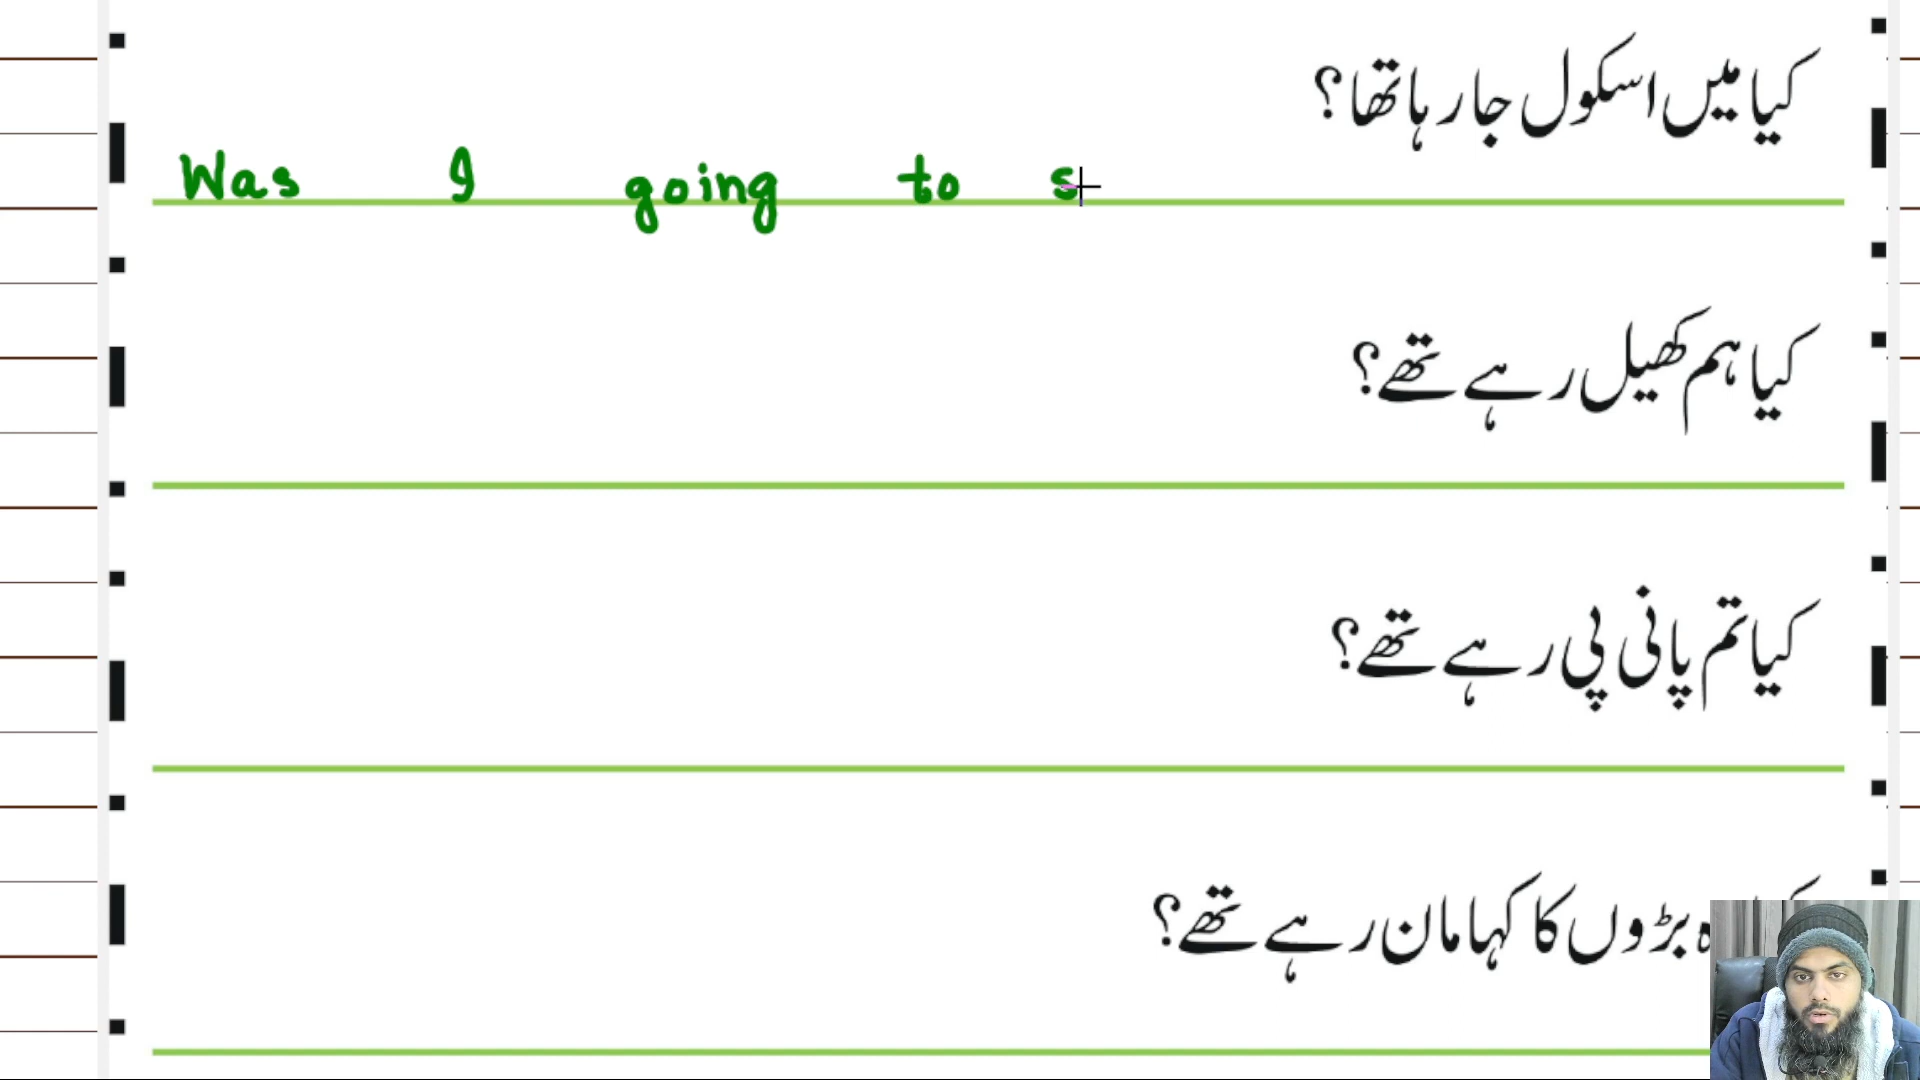 کیا میں اسکول جا رہا تھا؟
Was I going to s
کیا ہم کھیل رہے تھے؟
کیا تم پانی پی رہے تھے؟
بڑوں کا کہا مان رہے تھے؟